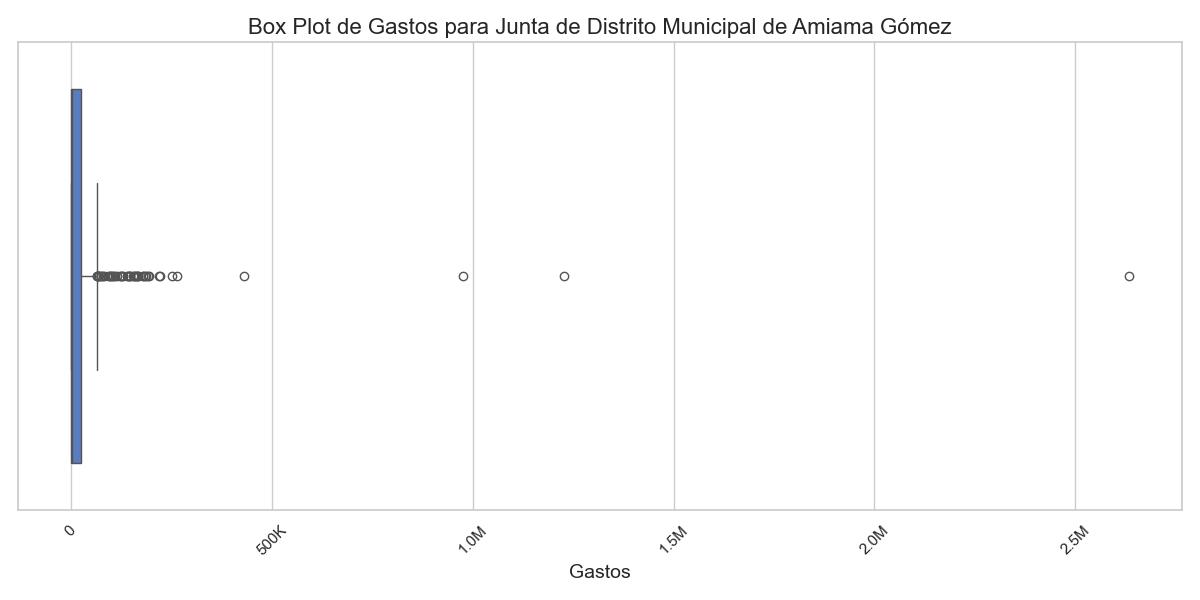 Box Plot de Gastos para Junta de Distrito Municipal de Amiama Gómez
0
500K
1.0M
1.5M
2.0M
2.5M
Gastos